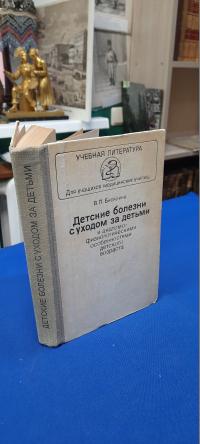 УЧЕБНАЯ ЛИТЕРАТУРА
Для учащихся медицинских училищ
Детские болезни
с уходом за детьми
и анатомо-
физиологическими
особенностями
детского
возраста
ДЕТСКИЕ БОЛЕЗНИ С УХОДОМ ЗА ДЕТЬМИ